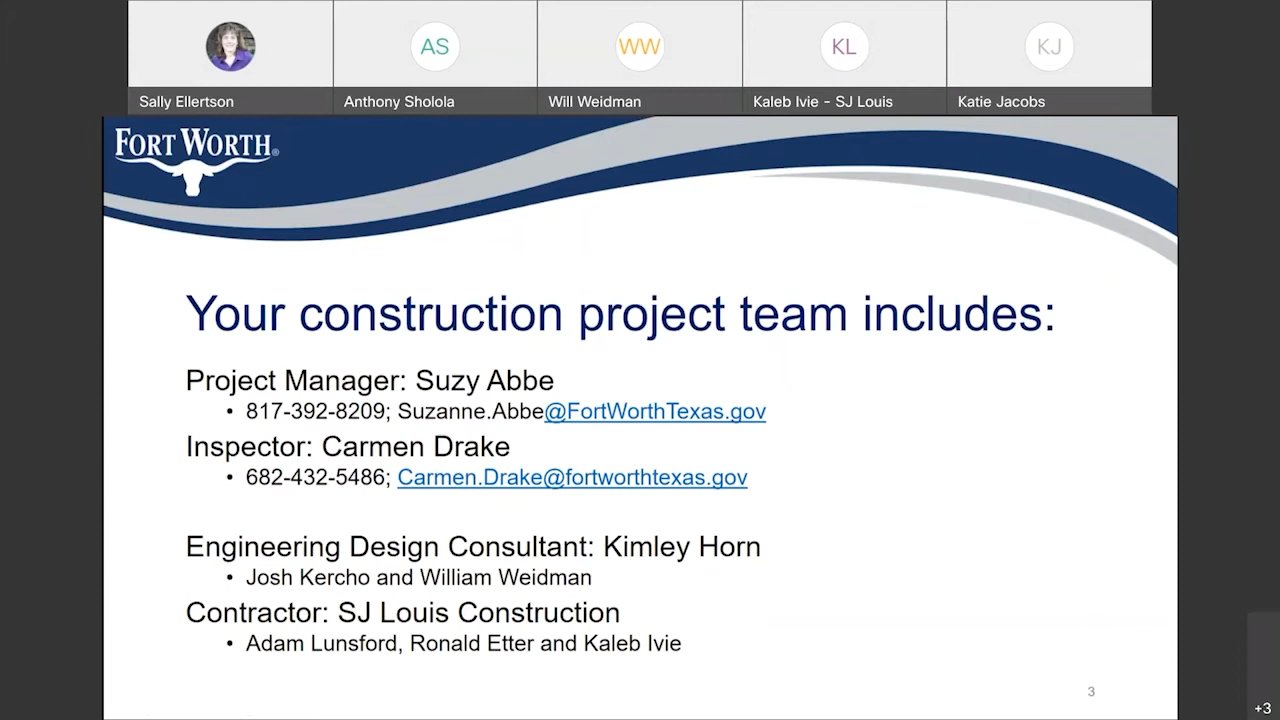 AS
WW
KL
KJ
Sally Ellertson
Anthony Sholola
Will Weidman
Kaleb Ivie - SJ Louis
Katie Jacobs
FORT WORTH®
Your construction project team includes:
Project Manager: Suzy Abbe
• 817-392-8209; Suzanne.Abbe@FortWorthTexas.gov
Inspector: Carmen Drake
• 682-432-5486; Carmen.Drake@fortworthtexas.gov
Engineering Design Consultant: Kimley Horn
• Josh Kercho and William Weidman
Contractor: SJ Louis Construction
• Adam Lunsford, Ronald Etter and Kaleb Ivie
3
+3